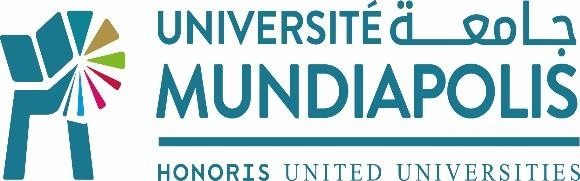 UNIVERSITÉ جامعة
MUNDIAPOLIS
HONORIS UNITED UNIVERSITIES